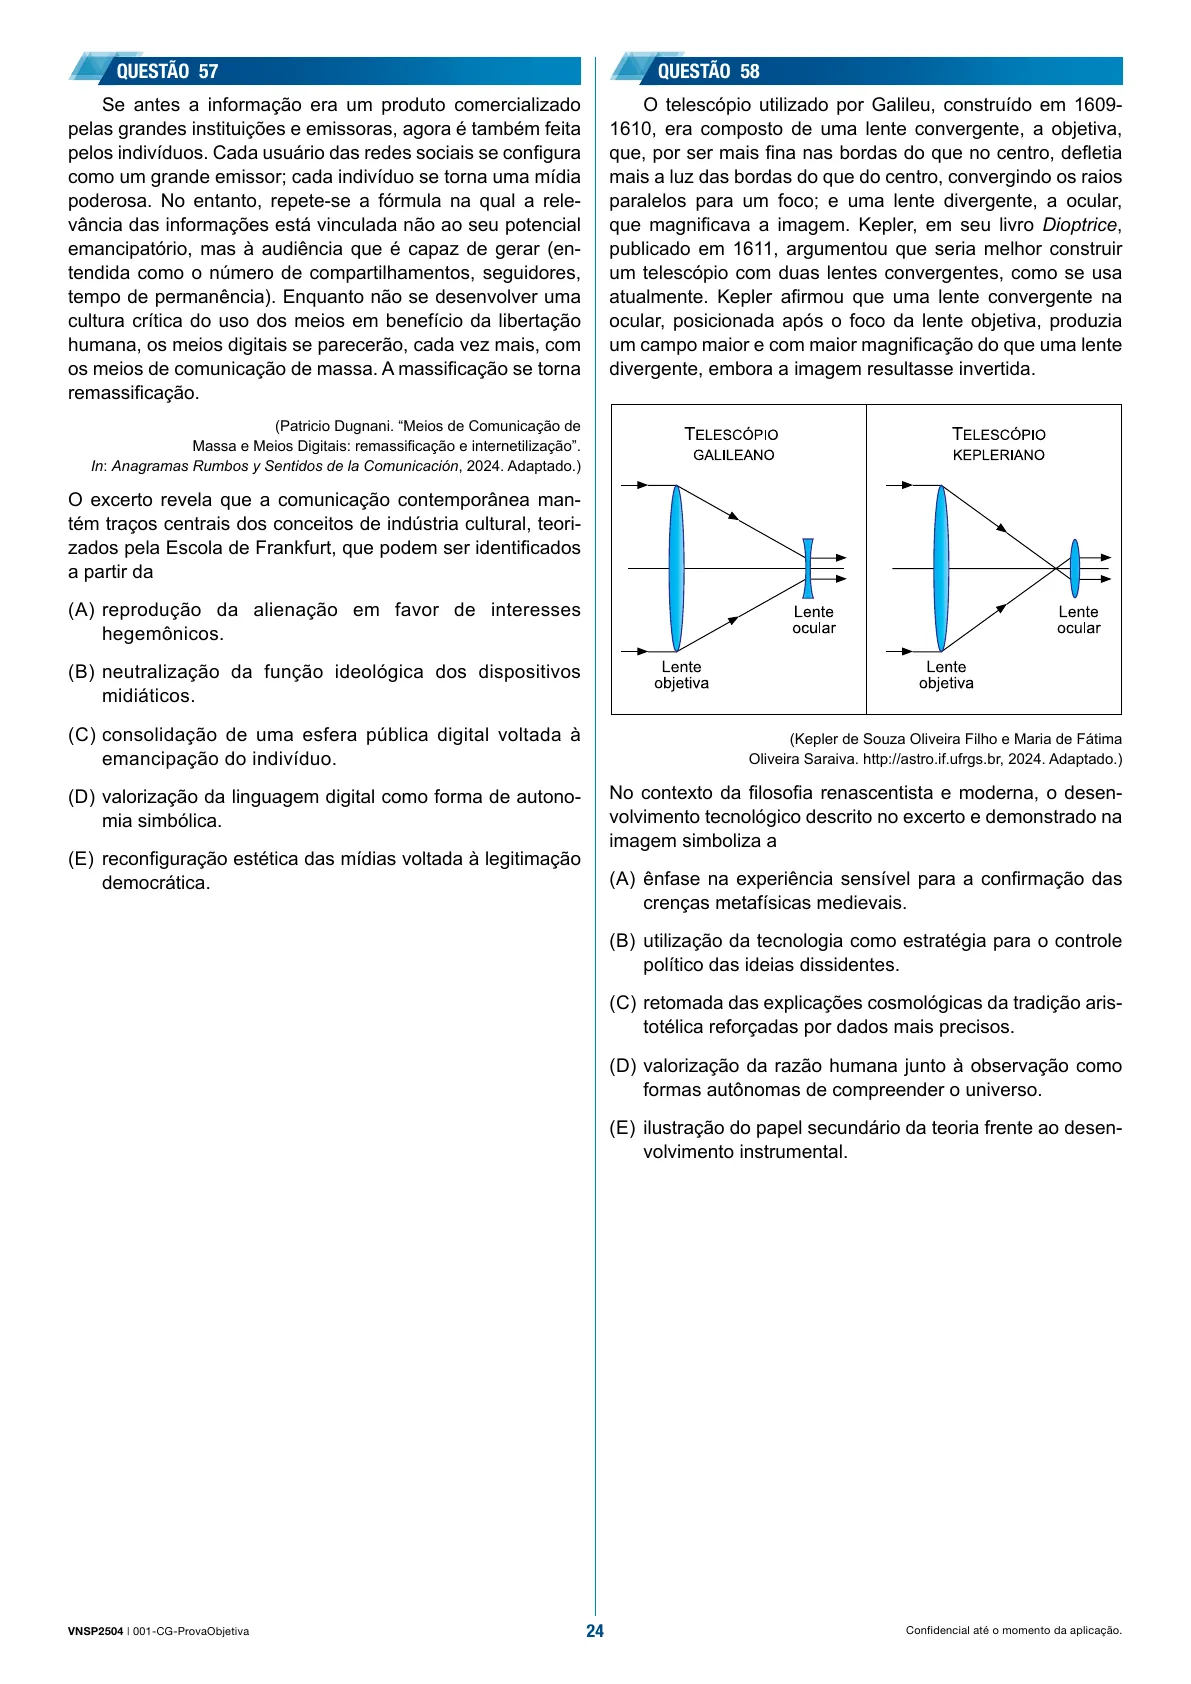 QUESTÃO 57
Se antes a informação era um produto comercializado
pelas grandes instituições e emissoras, agora é também feita
pelos indivíduos. Cada usuário das redes sociais se configura
como um grande emissor; cada indivíduo se torna uma mídia
poderosa. No entanto, repete-se a fórmula na qual a rele-
vância das informações está vinculada não ao seu potencial
emancipatório, mas à audiência que é capaz de gerar (en-
tendida como o número de compartilhamentos, seguidores,
tempo de permanência). Enquanto não se desenvolver uma
cultura crítica do uso dos meios em benefício da libertação
humana, os meios digitais se parecerão, cada vez mais, com
os meios de comunicação de massa. A massificação se torna
remassificação.
(Patricio Dugnani. “Meios de Comunicação de
Massa e Meios Digitais: remassificação e internetilização”.
In: Anagramas Rumbos y Sentidos de la Comunicación, 2024. Adaptado.)
O excerto revela que a comunicação contemporânea man-
tém traços centrais dos conceitos de indústria cultural, teori-
zados pela Escola de Frankfurt, que podem ser identificados
a partir da
(A) reprodução da alienação em favor de interesses
hegemônicos.
(B) neutralização da função ideológica dos dispositivos
midiáticos.
(C) consolidação de uma esfera pública digital voltada à
emancipação do indivíduo.
(D) valorização da linguagem digital como forma de autono-
mia simbólica.
(E) reconfiguração estética das mídias voltada à legitimação
democrática.
QUESTÃO 58
O telescópio utilizado por Galileu, construído em 1609-
1610, era composto de uma lente convergente, a objetiva,
que, por ser mais fina nas bordas do que no centro, defletia
mais a luz das bordas do que do centro, convergindo os raios
paralelos para um foco; e uma lente divergente, a ocular,
que magnificava a imagem. Kepler, em seu livro Dioptrice,
publicado em 1611, argumentou que seria melhor construir
um telescópio com duas lentes convergentes, como se usa
atualmente. Kepler afirmou que uma lente convergente na
ocular, posicionada após o foco da lente objetiva, produzia
um campo maior e com maior magnificação do que uma lente
divergente, embora a imagem resultasse invertida.
TELESCÓPIO
GALILEANO
Lente
ocular
Lente
objetiva
TELESCÓPIO
KEPLERIANO
Lente
ocular
Lente
objetiva
(Kepler de Souza Oliveira Filho e Maria de Fátima
Oliveira Saraiva. http://astro.if.ufrgs.br, 2024. Adaptado.)
No contexto da filosofia renascentista e moderna, o desen-
volvimento tecnológico descrito no excerto e demonstrado na
imagem simboliza a
(A) ênfase na experiência sensível para a confirmação das
crenças metafísicas medievais.
(B) utilização da tecnologia como estratégia para o controle
político das ideias dissidentes.
(C) retomada das explicações cosmológicas da tradição aris-
totélica reforçadas por dados mais precisos.
(D) valorização da razão humana junto à observação como
formas autônomas de compreender o universo.
(E) ilustração do papel secundário da teoria frente ao desen-
volvimento instrumental.
VNSP2504 | 001-CG-ProvaObjetiva
24
Confidencial até o momento da aplicação.